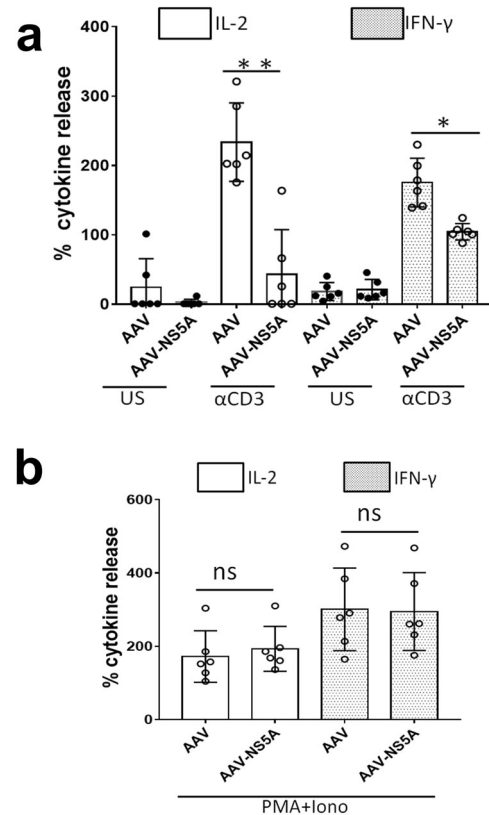 a
IL-2
IFN-γ
% cytokine release
400
300
200
100
0
* *
*
AAV
AAV-NS5A
AAV
AAV-NS5A
AAV
AAV-NS5A
AAV
AAV-NS5A
US
αCD3
US
αCD3
b
IL-2
IFN-γ
% cytokine release
600
400
200
0
ns
ns
AAV
AAV-NS5A
AAV
AAV-NS5A
PMA+Iono